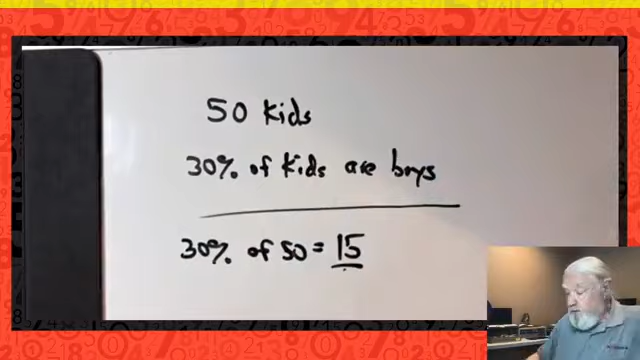 50 kids
30% of kids are boys
30% of 50 = 15